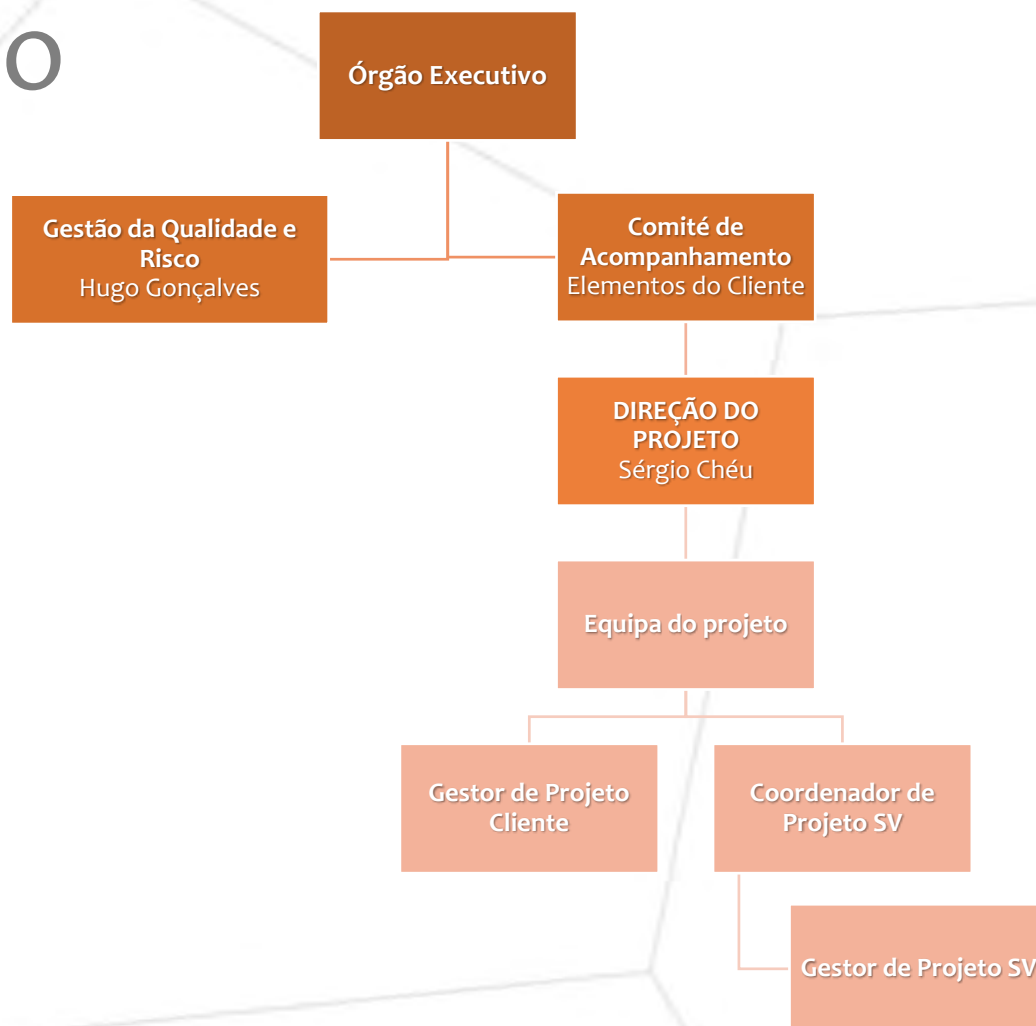 o
Órgão Executivo
Gestão da Qualidade e
Risco
Hugo Gonçalves
Comité de
Acompanhamento
Elementos do Cliente
DIREÇÃO DO
PROJETO
Sérgio Chéu
Equipa do projeto
Gestor de Projeto
Cliente
Coordenador de
Projeto SV
Gestor de Projeto SV